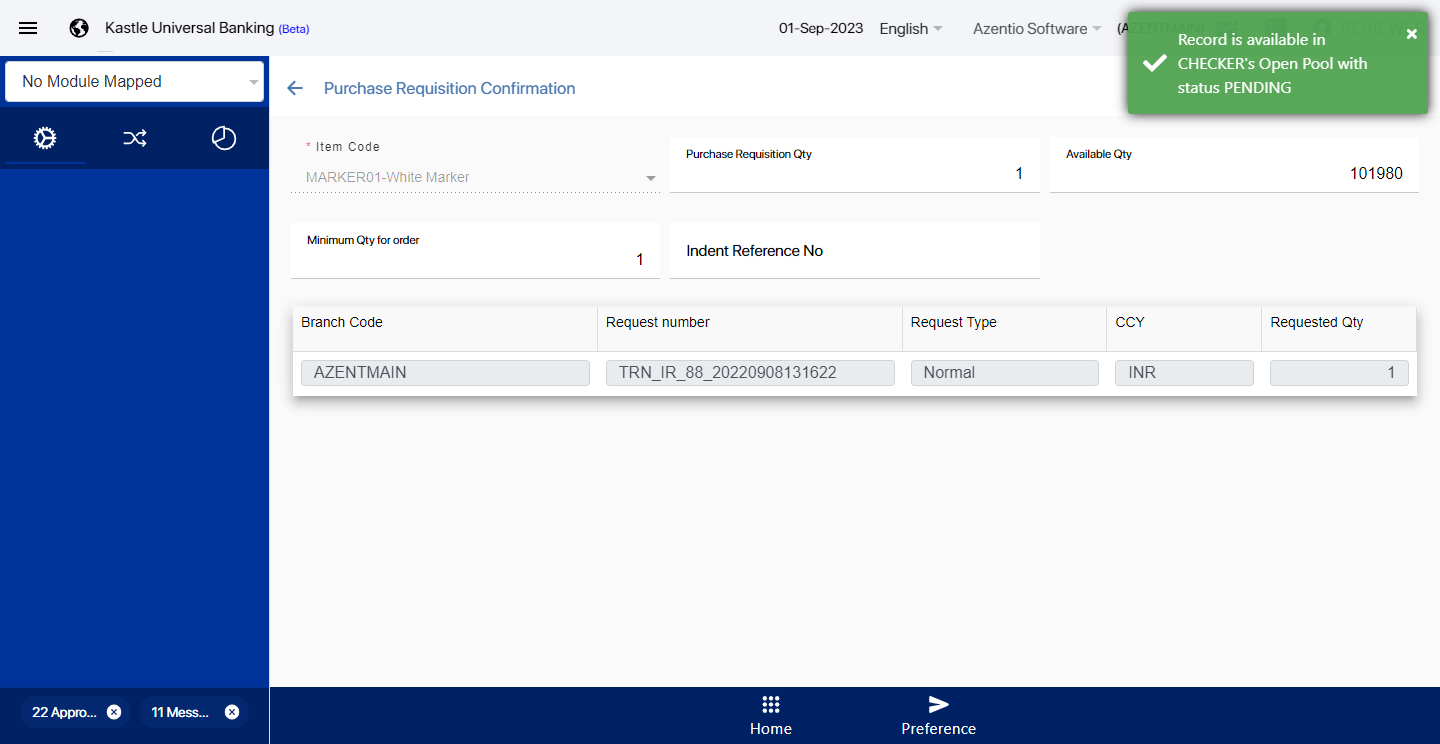 Kastle Universal Banking (Beta)
01-Sep-2023
English
Azentio Software
(AZENTMAIN)
Record is available in
CHECKER's Open Pool with
status PENDING
No Module Mapped
Purchase Requisition Confirmation
* Item Code
MARKER01-White Marker
Purchase Requisition Qty
1
Available Qty
101980
Minimum Qty for order
1
Indent Reference No
Branch Code Request number Request Type CCY Requested Qty
AZENTMAIN TRN_IR_88_20220908131622 Normal INR 1
22 Appro...
11 Mess...
Home
Preference